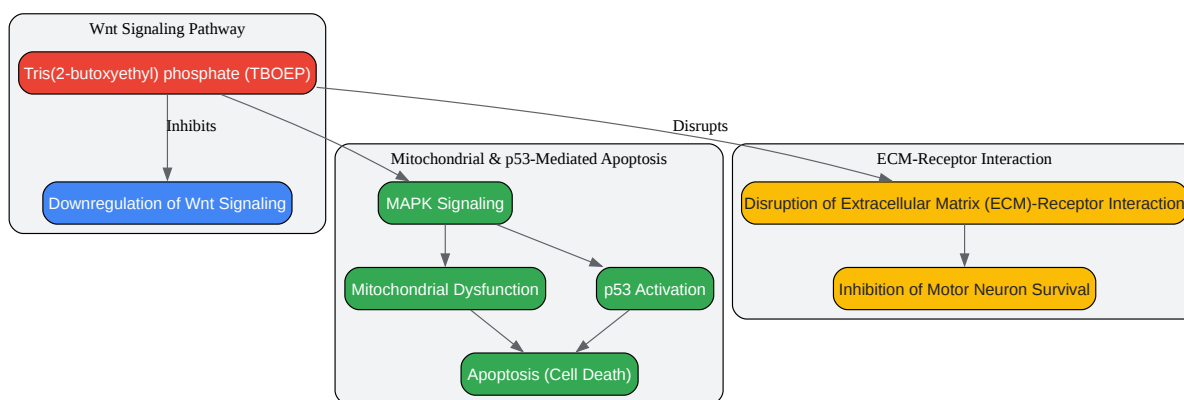 Wnt Signaling Pathway
Tris(2-butoxyethyl) phosphate (TBOEP)
Inhibits
Disrupts
Downregulation of Wnt Signaling
Mitochondrial & p53-Mediated Apoptosis
MAPK Signaling
Mitochondrial Dysfunction
p53 Activation
Apoptosis (Cell Death)
ECM-Receptor Interaction
Disruption of Extracellular Matrix (ECM)-Receptor Interaction
Inhibition of Motor Neuron Survival